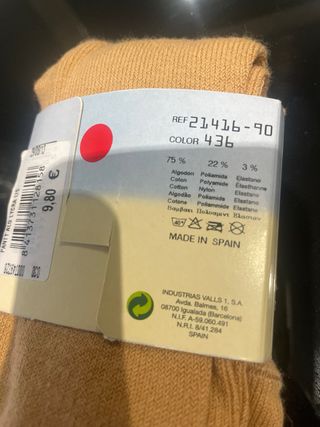 REF 21416-90
COLOR 436
75 % 22 % 3 %
Algodon Poliamida Elastano
Coton Polyamide Elasthanne
Cotton Nylon Elastane
Algodão Poliamida Elastano
Cotone Poliammide Elastane
40°
MADE IN SPAIN
INDUSTRIAS VALLS 1, S.A.
Avda. Balmes, 16
08700 Igualada (Barcelona)
N.I.F. A-59.060.491
N.R.I. 8/41.284
SPAIN
9,80 €